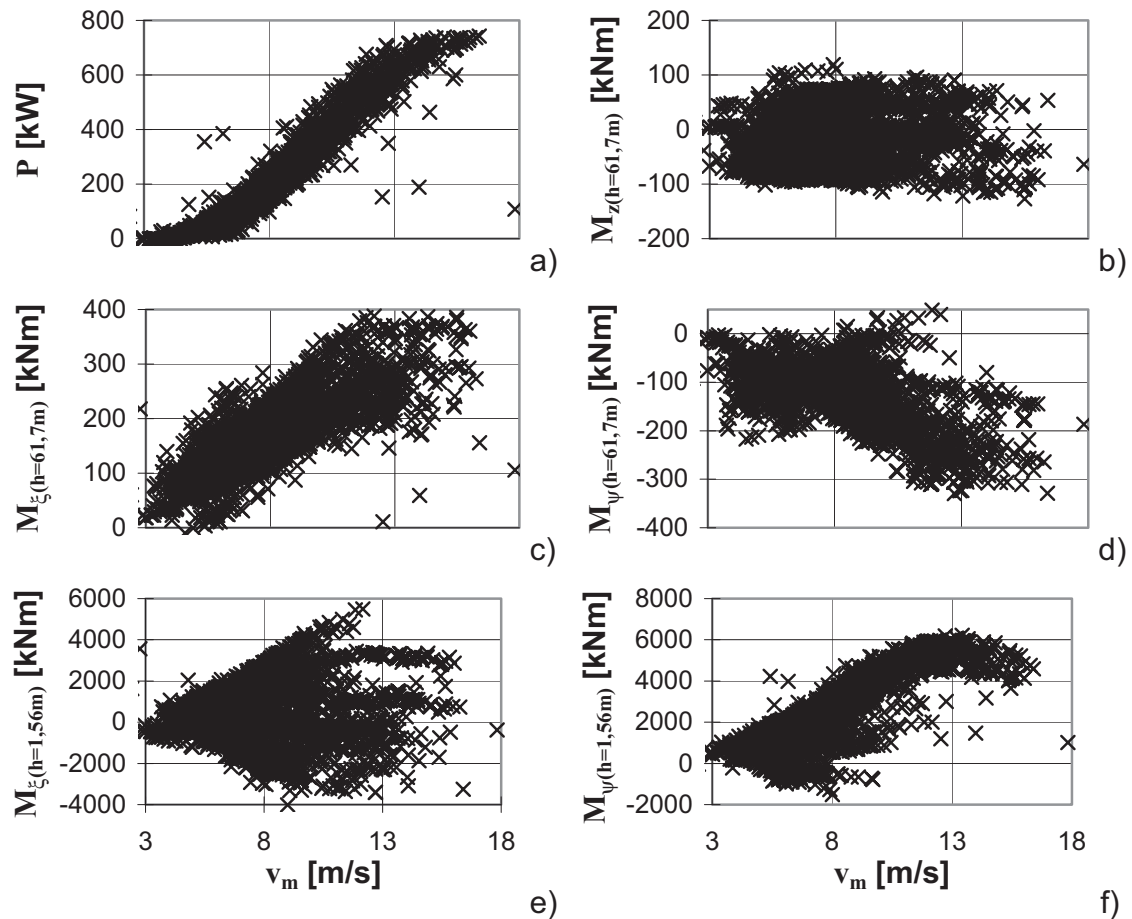 P [kW]
800
600
400
200
0
a)
M_z(h=61,7m) [kNm]
200
100
0
-100
-200
b)
M_ξ(h=61,7m) [kNm]
400
300
200
100
0
c)
M_ψ(h=61,7m) [kNm]
0
-100
-200
-300
-400
d)
M_ξ(h=1,56m) [kNm]
6000
4000
2000
0
-2000
-4000
3 8 13 18
v_m [m/s]
e)
M_ψ(h=1,56m) [kNm]
8000
6000
4000
2000
0
-2000
3 8 13 18
v_m [m/s]
f)